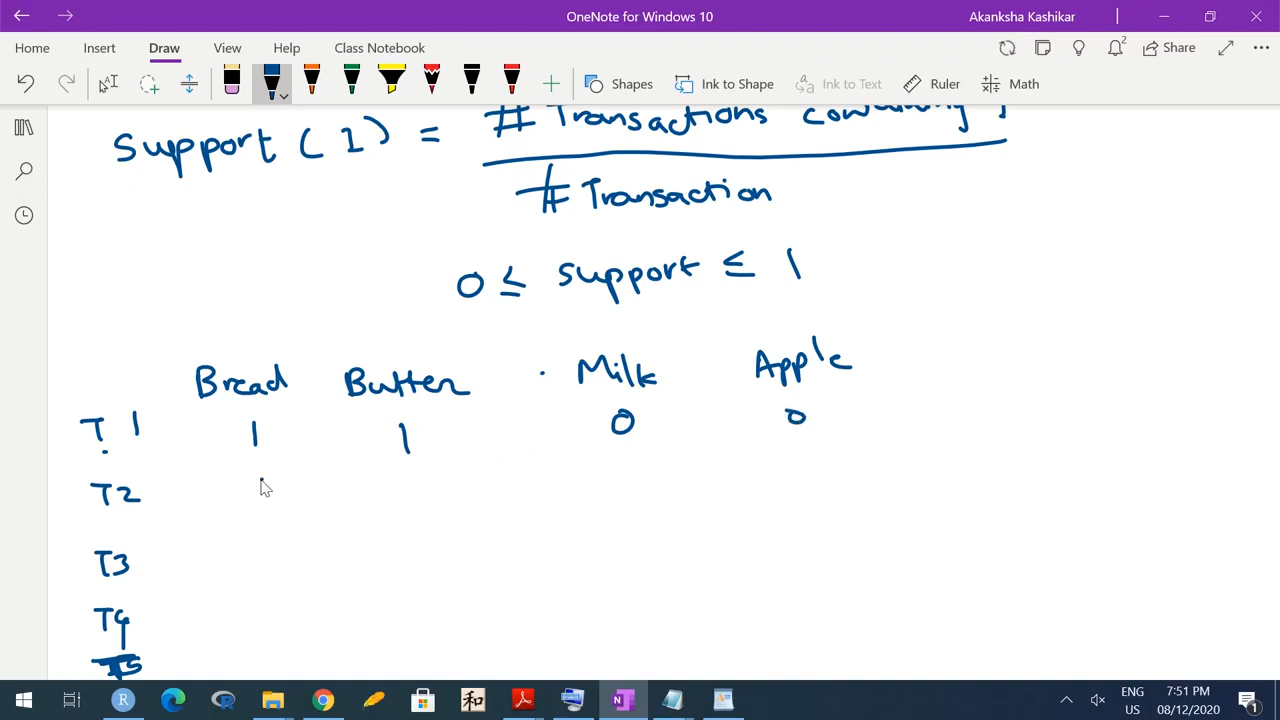 OneNote for Windows 10
Akanksha Kashikar
Home Insert Draw View Help Class Notebook
Share
Shapes Ink to Shape Ink to Text Ruler Math
# Transactions containing I
Support (I) =
# Transaction
0 ≤ support ≤ 1
Bread Butter Milk Apple
T1 1 1 0 0
T2
T3
T4
T5
ENG
US
7:51 PM
08/12/2020